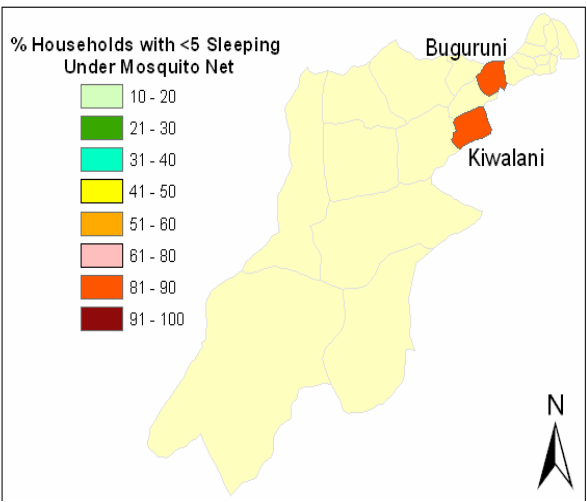 % Households with <5 Sleeping
Under Mosquito Net
10 - 20
21 - 30
31 - 40
41 - 50
51 - 60
61 - 80
81 - 90
91 - 100
Buguruni
Kiwalani
N